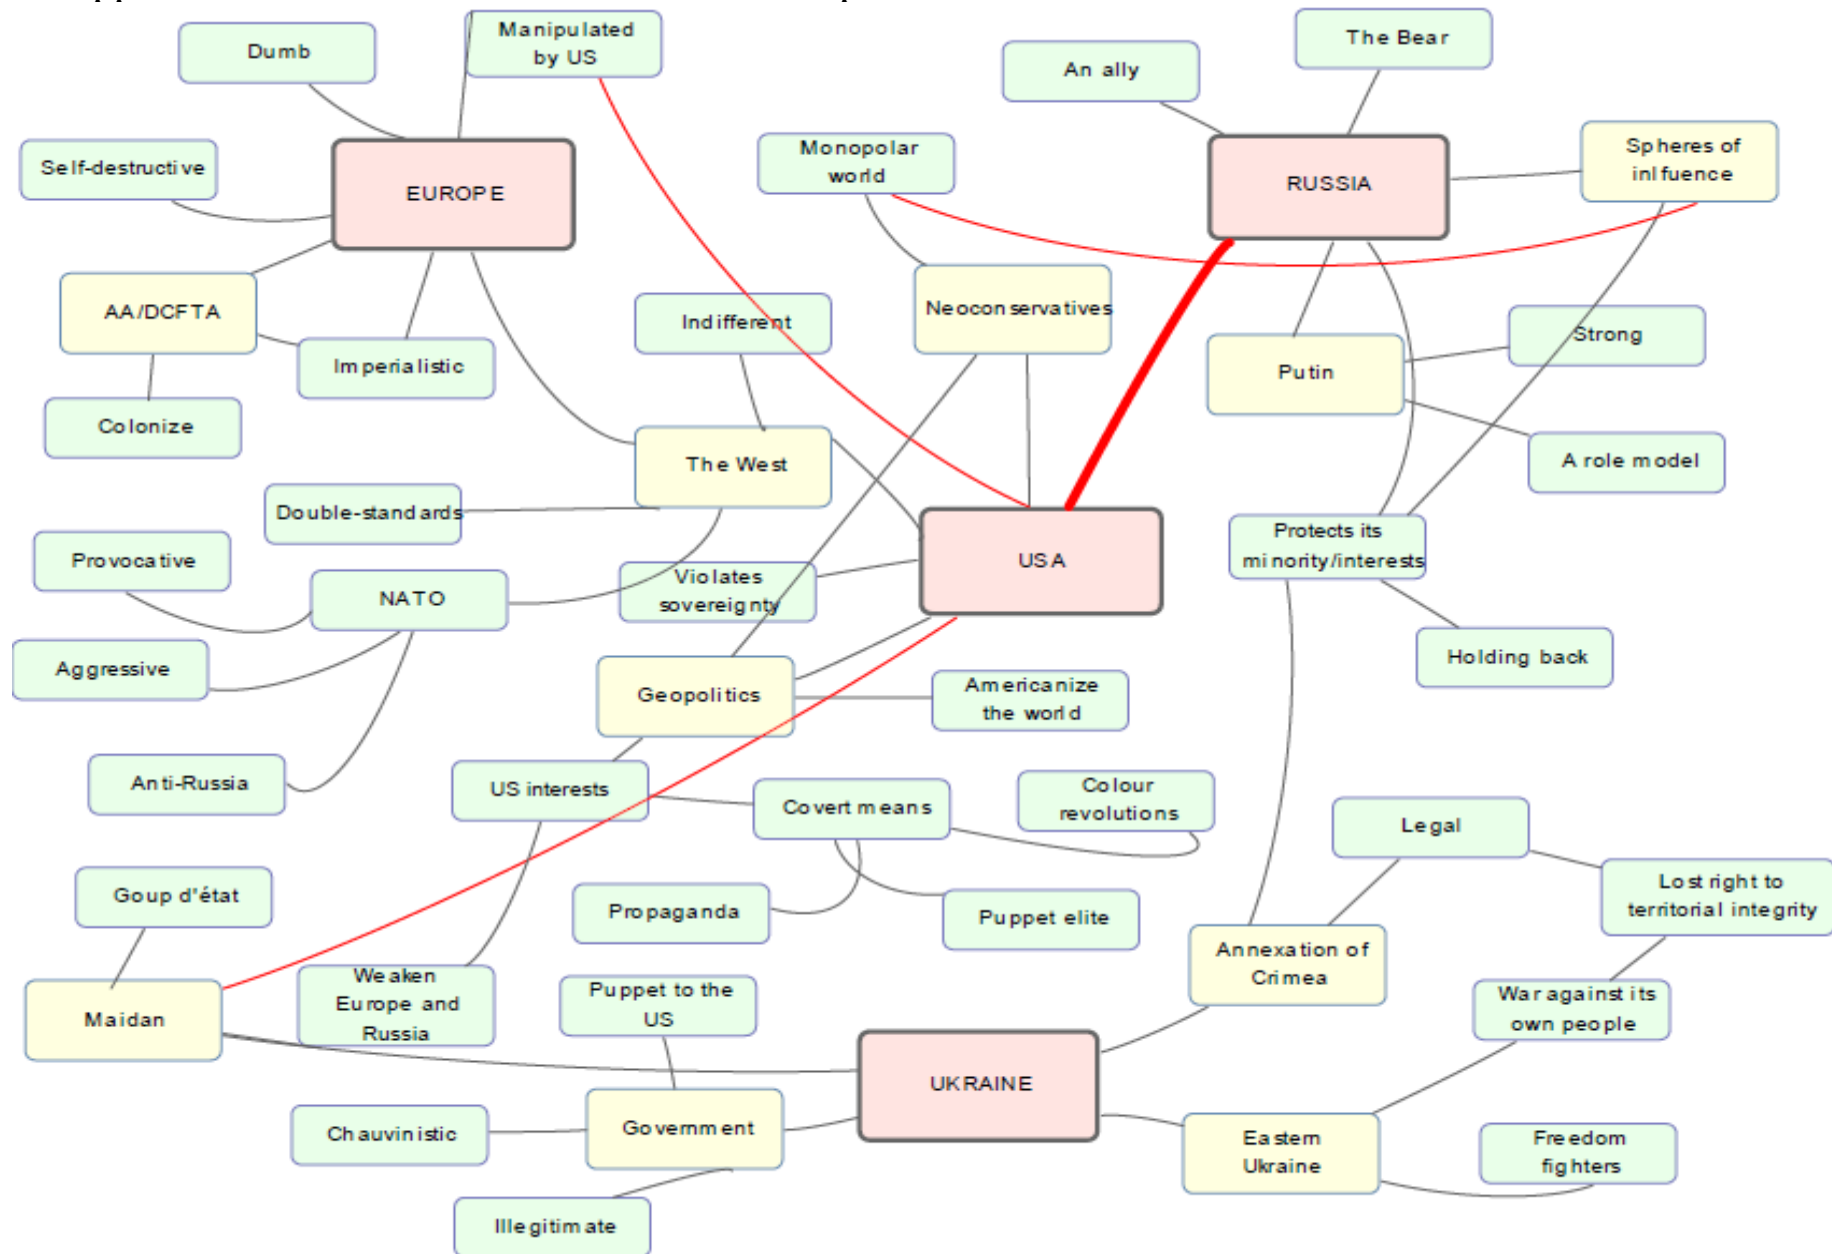 Dumb
Manipulated
by US
The Bear
An ally
Self-destructive
EUROPE
Monopolar
world
RUSSIA
Spheres of
inlfuence
AA/DCFTA
Indifferent
Neoconservatives
Strong
Imperialistic
Putin
Colonize
The West
A role model
Double-standards
Provocative
NATO
Violates
sovereignty
USA
Protects its
minority/interests
Aggressive
Geopolitics
Americanize
the world
Holding back
Anti-Russia
US interests
Covert means
Colour
revolutions
Legal
Goup d'état
Propaganda
Puppet elite
Lost right to
territorial integrity
Maidan
Weaken
Europe and
Russia
Puppet to the
US
Annexation of
Crimea
War against its
own people
UKRAINE
Chauvinistic
Government
Eastern
Ukraine
Freedom
fighters
Illegitimate